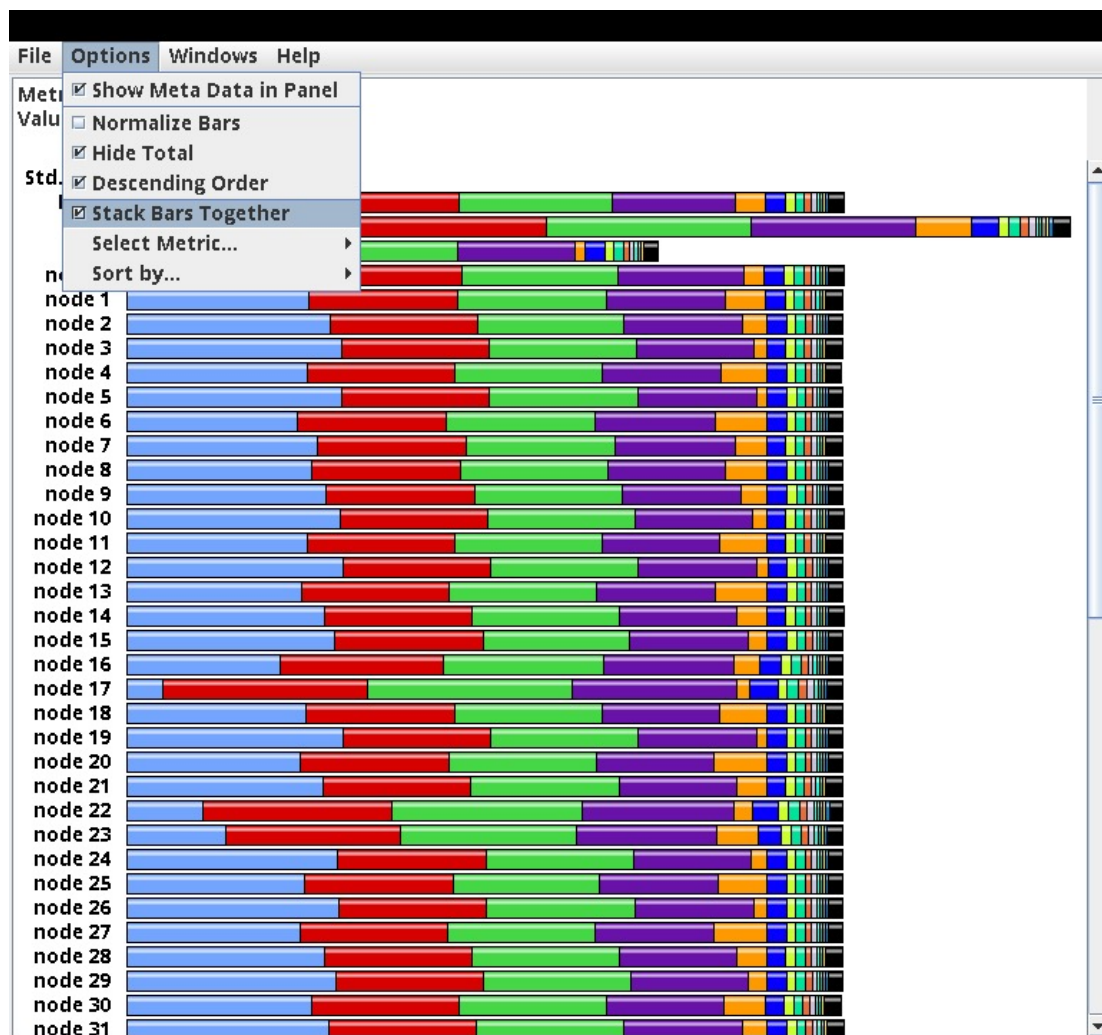 File Options Windows Help
Show Meta Data in Panel
Normalize Bars
Hide Total
Descending Order
Std.
Stack Bars Together
Select Metric...
Sort by...
node 1
node 2
node 3
node 4
node 5
node 6
node 7
node 8
node 9
node 10
node 11
node 12
node 13
node 14
node 15
node 16
node 17
node 18
node 19
node 20
node 21
node 22
node 23
node 24
node 25
node 26
node 27
node 28
node 29
node 30
node 31